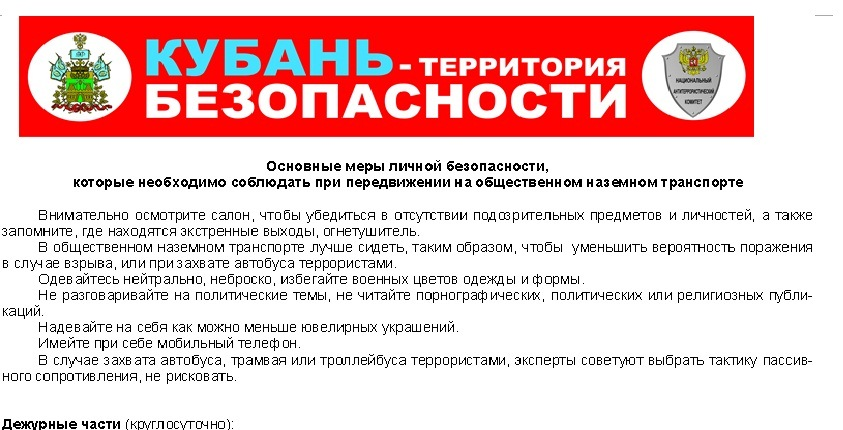 КУБАНЬ - ТЕРРИТОРИЯ
БЕЗОПАСНОСТИ
НАЦИОНАЛЬНЫЙ
АНТИТЕРРОРИСТИЧЕСКИЙ
КОМИТЕТ
Основные меры личной безопасности,
которые необходимо соблюдать при передвижении на общественном наземном транспорте
Внимательно осмотрите салон, чтобы убедиться в отсутствии подозрительных предметов и личностей, а также
запомните, где находятся экстренные выходы, огнетушитель.
В общественном наземном транспорте лучше сидеть, таким образом, чтобы уменьшить вероятность поражения
в случае взрыва, или при захвате автобуса террористами.
Одевайтесь нейтрально, неброско, избегайте военных цветов одежды и формы.
Не разговаривайте на политические темы, не читайте порнографических, политических или религиозных публи-
каций.
Надевайте на себя как можно меньше ювелирных украшений.
Имейте при себе мобильный телефон.
В случае захвата автобуса, трамвая или троллейбуса террористами, эксперты советуют выбрать тактику пассив-
ного сопротивления, не рисковать.
Дежурные части (круглосуточно):